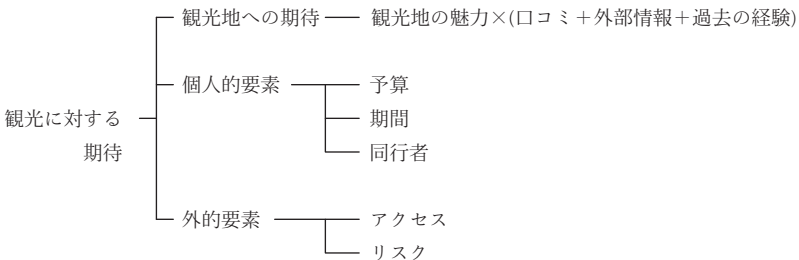 観光地への期待 観光地の魅力×(口コミ+外部情報+過去の経験)
個人的要素 予算
観光に対する 期間
期待 同行者
外的要素 アクセス
リスク